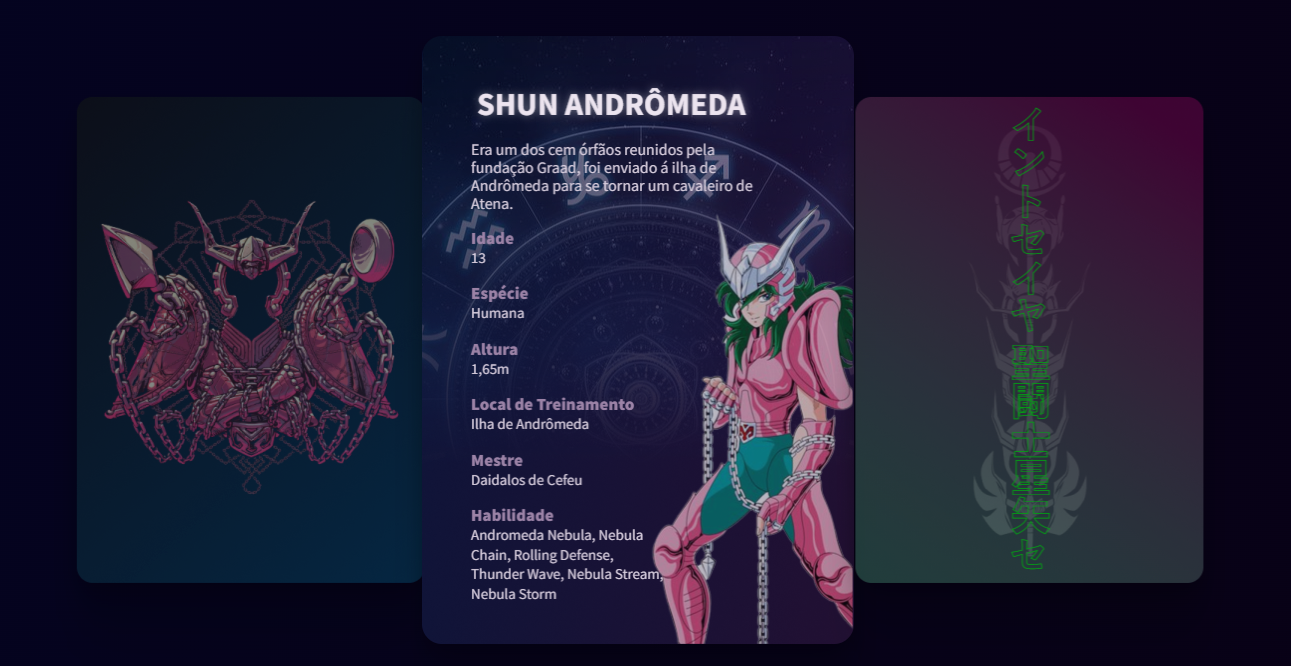 SHUN ANDRÔMEDA
Era um dos cem órfãos reunidos pela
fundação Graad, foi enviado á ilha de
Andrômeda para se tornar um cavaleiro de
Atena.
Idade
13
Espécie
Humana
Altura
1,65m
Local de Treinamento
Ilha de Andrômeda
Mestre
Daidalos de Cefeu
Habilidade
Andromeda Nebula, Nebula
Chain, Rolling Defense,
Thunder Wave, Nebula Stream,
Nebula Storm
イントセイヤ 聖闘士星矢セ